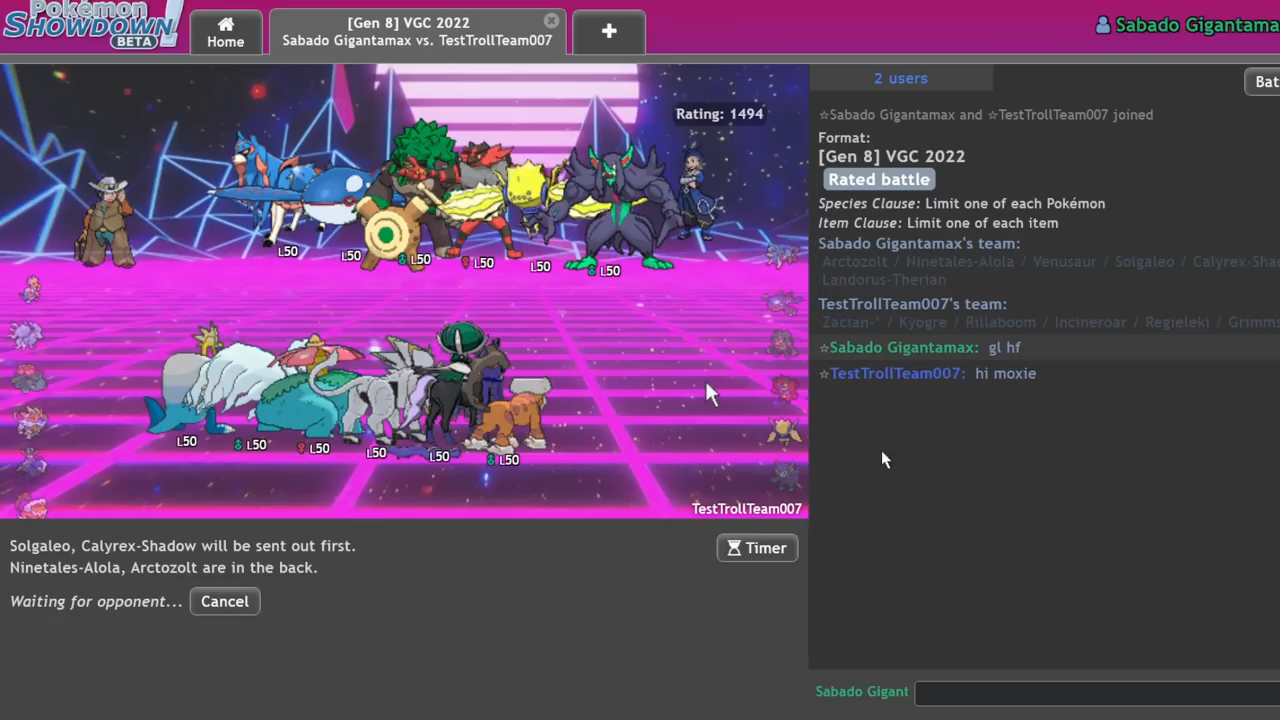 Pokémon
SHOWDOWN!
BETA
Home
[Gen 8] VGC 2022
Sabado Gigantamax vs. TestTrollTeam007
Sabado Gigantama
Rating: 1494
L50
L50
L50
L50
L50
L50
L50
L50
L50
L50
L50
L50
TestTrollTeam007
Solgaleo, Calyrex-Shadow will be sent out first.
Ninetales-Alola, Arctozolt are in the back.
Waiting for opponent...
Cancel
Timer
2 users
Bat
☆Sabado Gigantamax and ☆TestTrollTeam007 joined
Format:
[Gen 8] VGC 2022
Rated battle
Species Clause: Limit one of each Pokémon
Item Clause: Limit one of each item
Sabado Gigantamax's team:
Arctozolt / Ninetales-Alola / Venusaur / Solgaleo / Calyrex-Sha
Landorus-Therian
TestTrollTeam007's team:
Zacian-* / Kyogre / Rillaboom / Incineroar / Regieleki / Grimm
☆Sabado Gigantamax: gl hf
☆TestTrollTeam007: hi moxie
Sabado Gigant